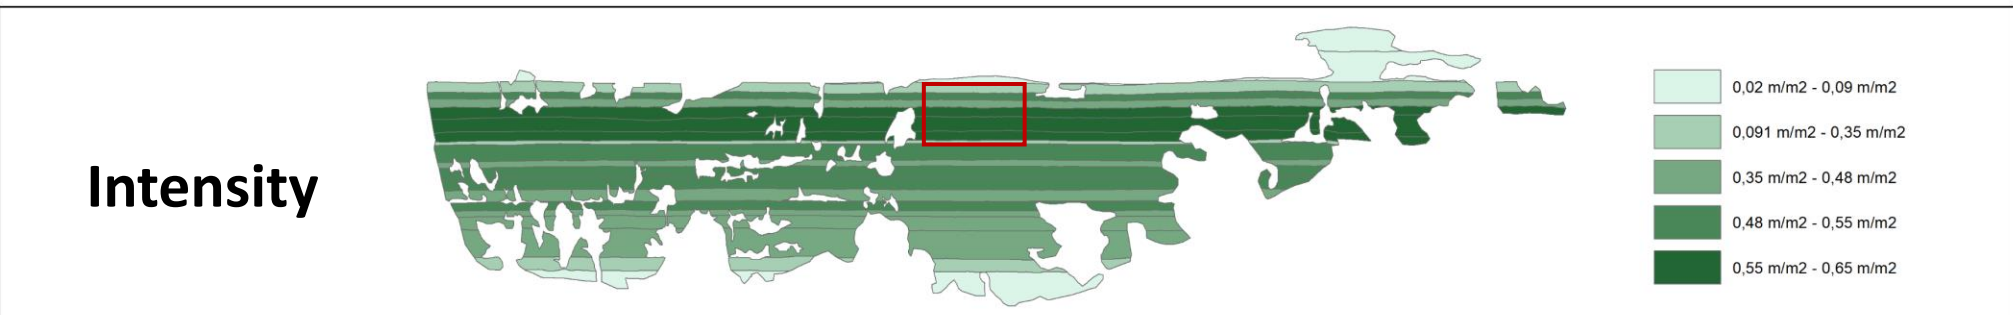 Intensity
0,02 m/m2 - 0,09 m/m2
0,091 m/m2 - 0,35 m/m2
0,35 m/m2 - 0,48 m/m2
0,48 m/m2 - 0,55 m/m2
0,55 m/m2 - 0,65 m/m2